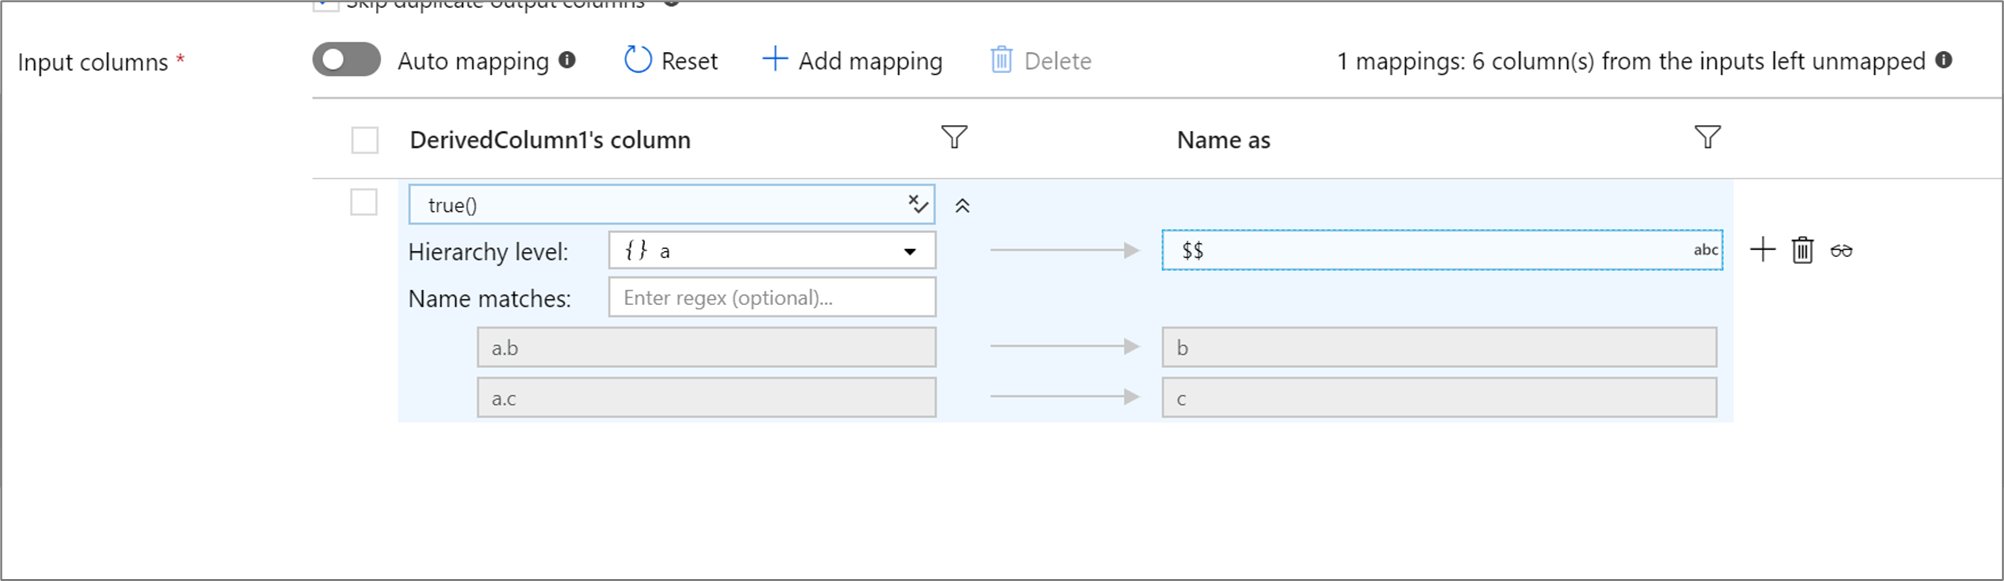 Skip duplicate output columns
Input columns *
Auto mapping
Reset
Add mapping
Delete
1 mappings: 6 column(s) from the inputs left unmapped
DerivedColumn1's column
Name as
true()
Hierarchy level:
{} a
$$
abc
Name matches:
Enter regex (optional)...
a.b
b
a.c
c